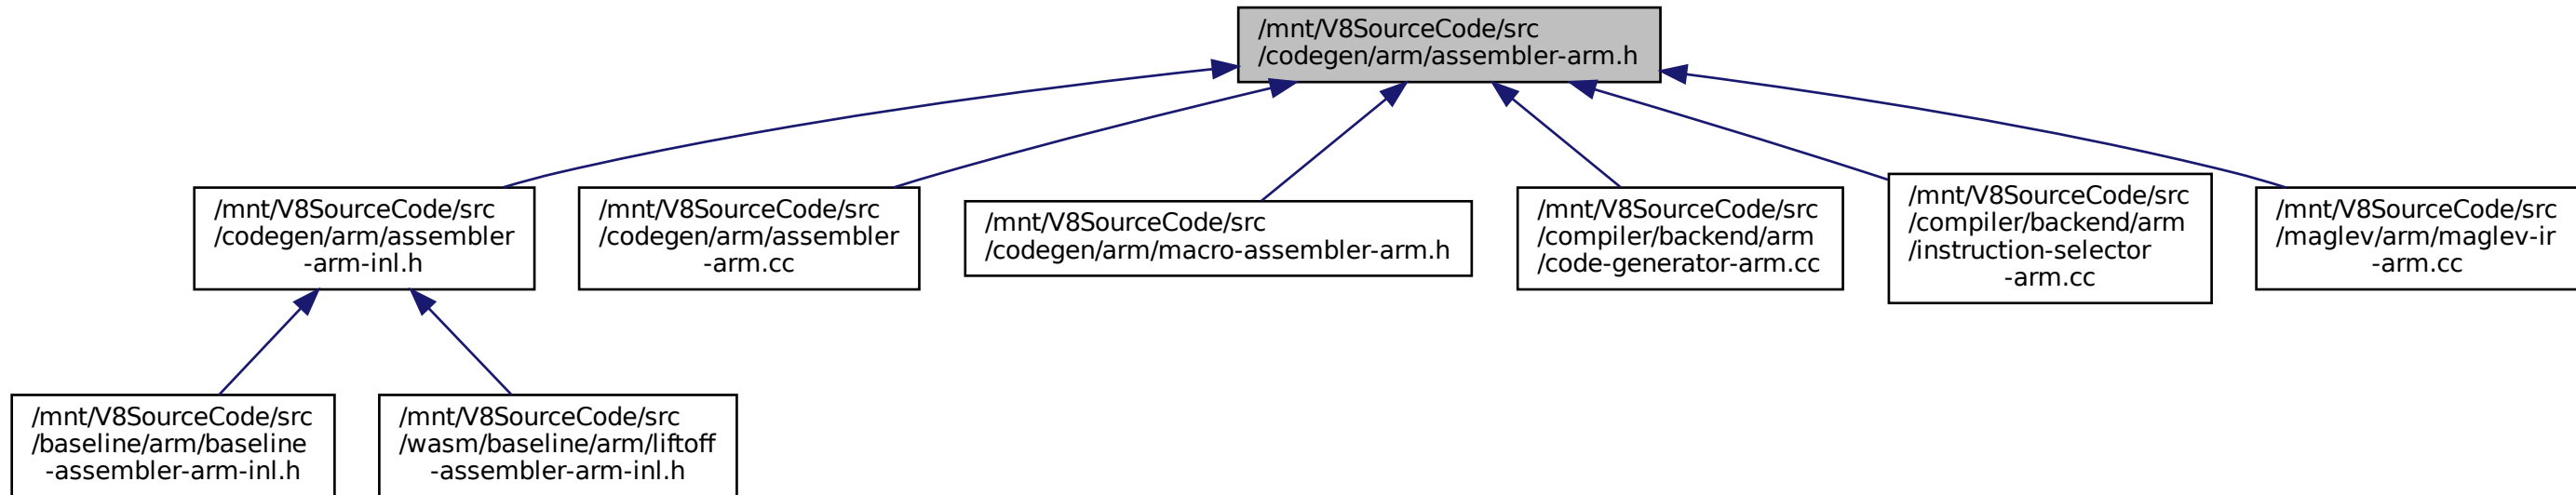 /mnt/V8SourceCode/src
/codegen/arm/assembler-arm.h
/mnt/V8SourceCode/src
/codegen/arm/assembler
-arm-inl.h
/mnt/V8SourceCode/src
/codegen/arm/assembler
-arm.cc
/mnt/V8SourceCode/src
/codegen/arm/macro-assembler-arm.h
/mnt/V8SourceCode/src
/compiler/backend/arm
/code-generator-arm.cc
/mnt/V8SourceCode/src
/compiler/backend/arm
/instruction-selector
-arm.cc
/mnt/V8SourceCode/src
/maglev/arm/maglev-ir
-arm.cc
/mnt/V8SourceCode/src
/baseline/arm/baseline
-assembler-arm-inl.h
/mnt/V8SourceCode/src
/wasm/baseline/arm/liftoff
-assembler-arm-inl.h